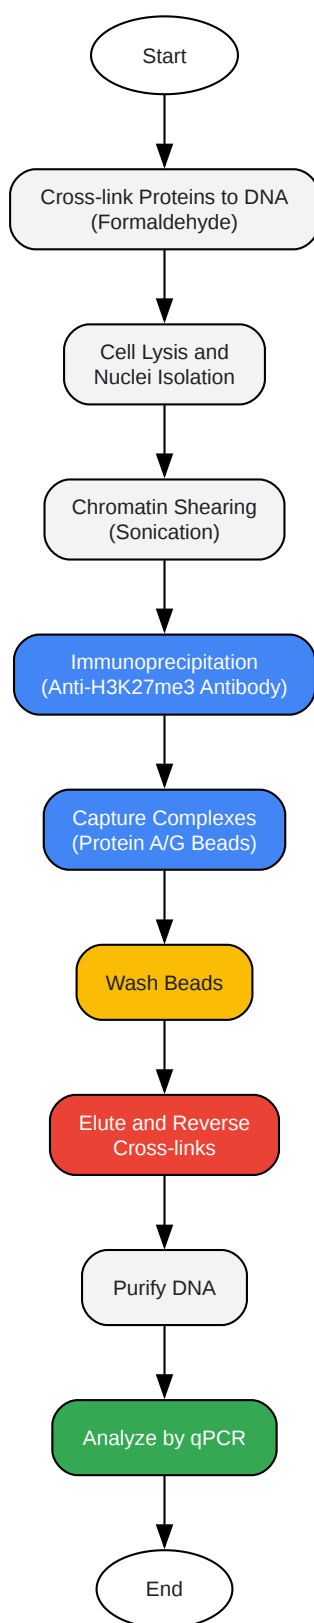 Start
Cross-link Proteins to DNA
(Formaldehyde)
Cell Lysis and
Nuclei Isolation
Chromatin Shearing
(Sonication)
Immunoprecipitation
(Anti-H3K27me3 Antibody)
Capture Complexes
(Protein A/G Beads)
Wash Beads
Elute and Reverse
Cross-links
Purify DNA
Analyze by qPCR
End